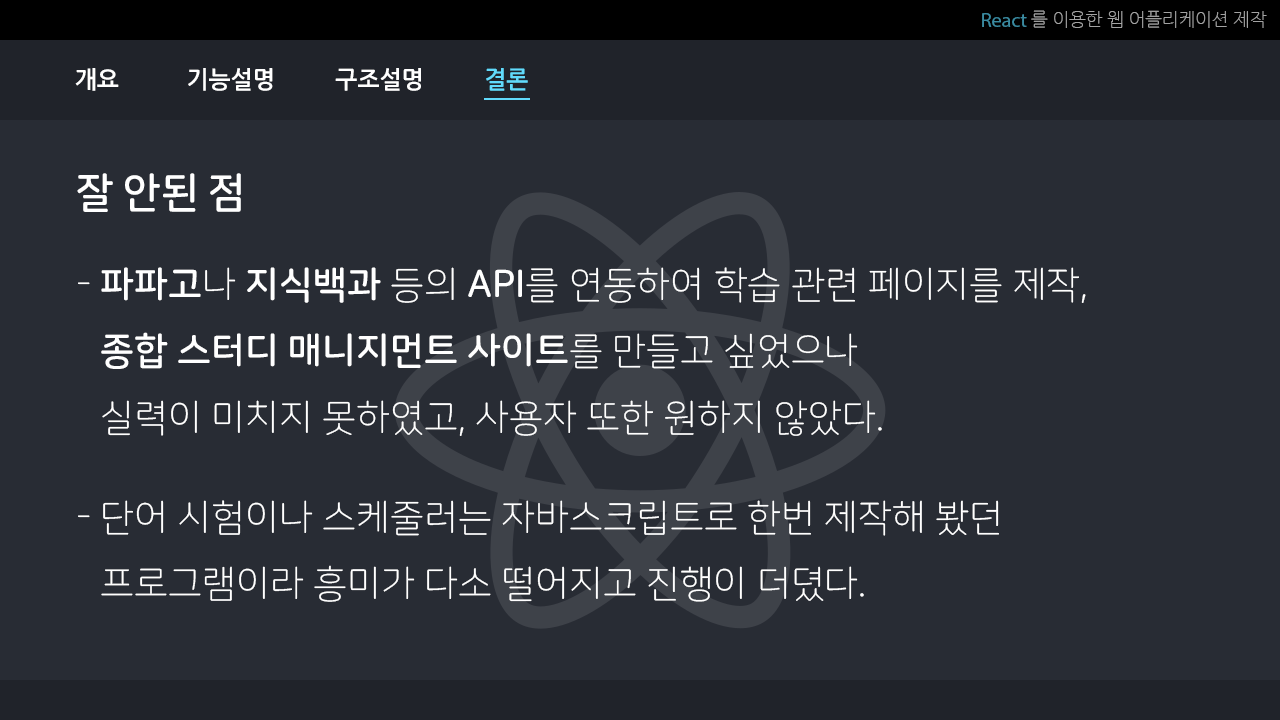 React 를 이용한 웹 어플리케이션 제작
개요 기능설명 구조설명 결론
잘 안된 점
- 파파고나 지식백과 등의 API를 연동하여 학습 관련 페이지를 제작,
종합 스터디 매니지먼트 사이트를 만들고 싶었으나
실력이 미치지 못하였고, 사용자 또한 원하지 않았다.
- 단어 시험이나 스케줄러는 자바스크립트로 한번 제작해 봤던
프로그램이라 흥미가 다소 떨어지고 진행이 더뎠다.